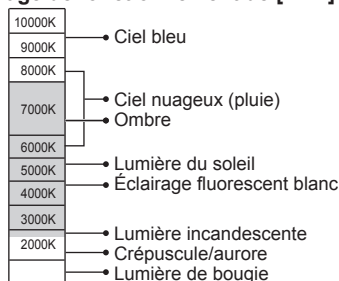 10000K
9000K
Ciel bleu
8000K
7000K
Ciel nuageux (pluie)
Ombre
6000K
5000K
Lumière du soleil
4000K
Éclairage fluorescent blanc
3000K
Lumière incandescente
2000K
Crépuscule/aurore
Lumière de bougie